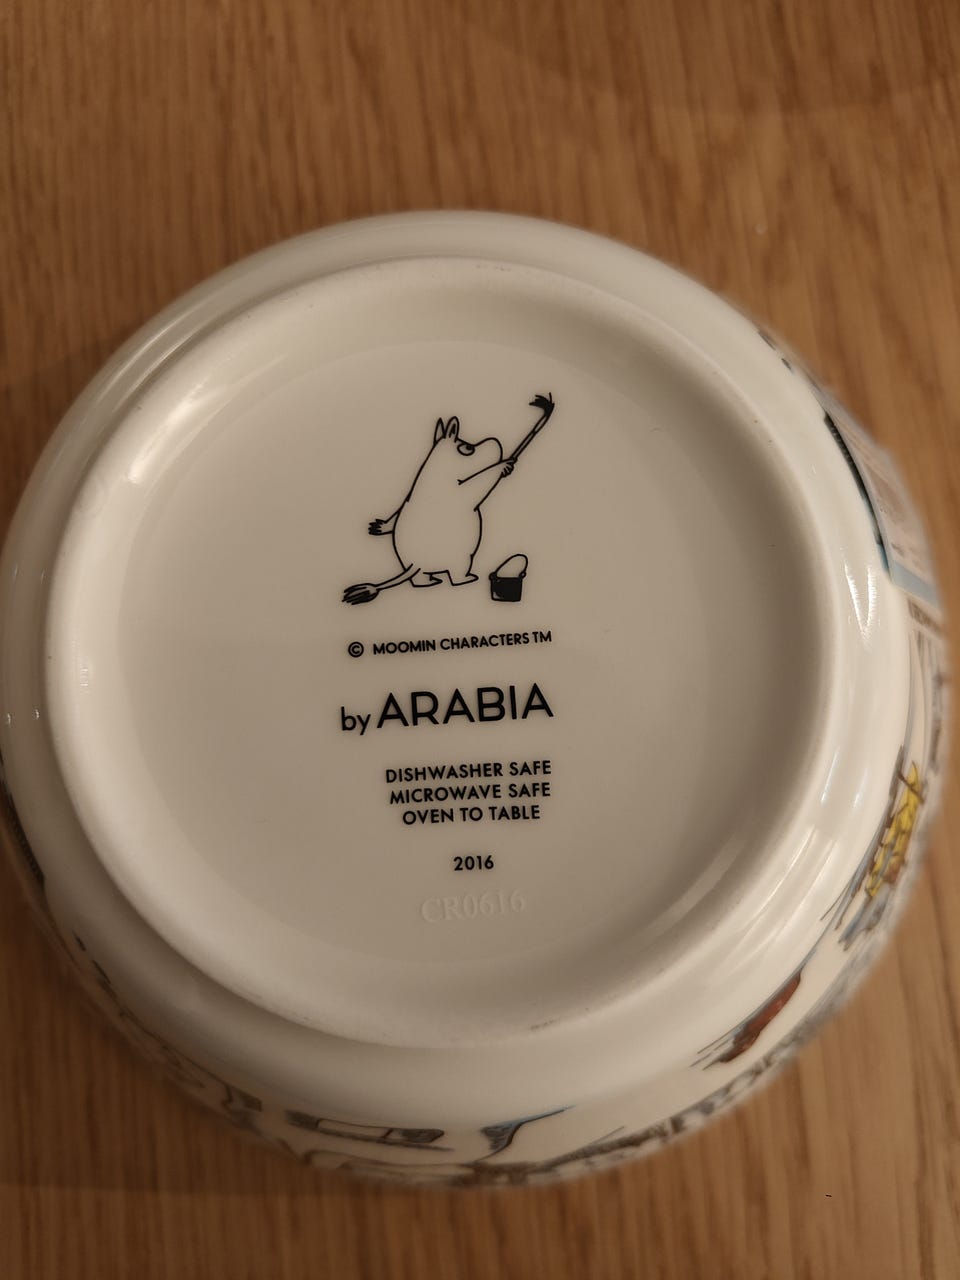 © MOOMIN CHARACTERS TM
by ARABIA
DISHWASHER SAFE
MICROWAVE SAFE
OVEN TO TABLE
2016
CR0616